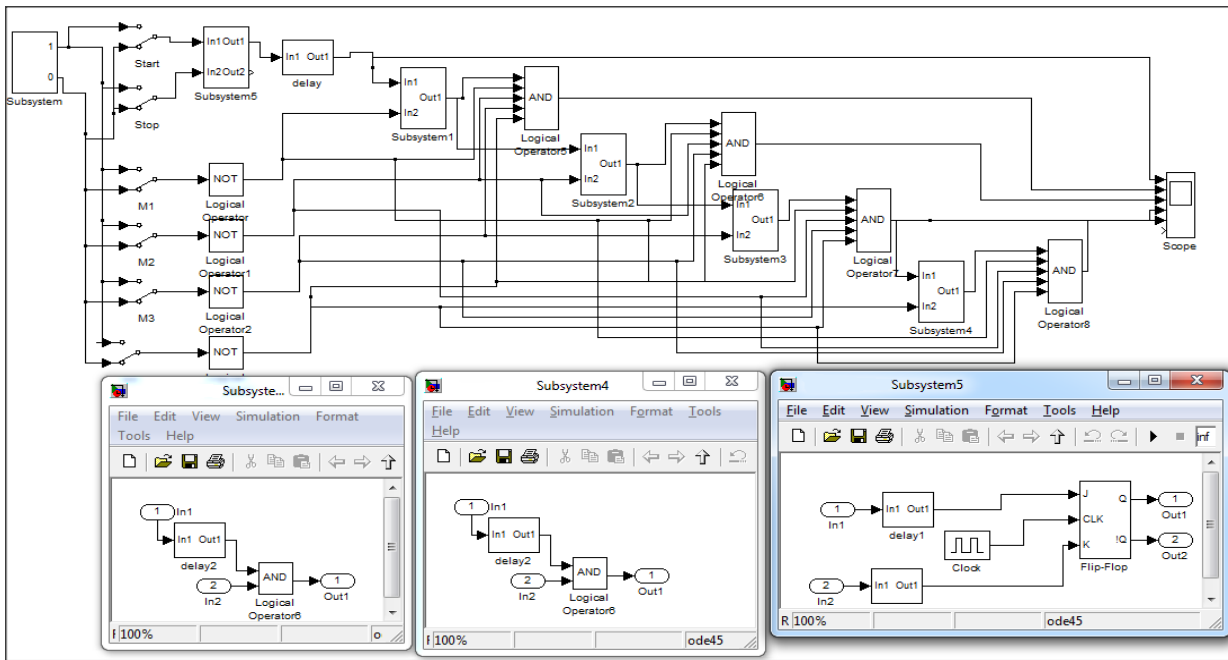 1
0
Subsystem
Start
Stop
In1 Out1
In2 Out2
Subsystem5
In1 Out1
delay
In1
Out1
In2
Subsystem1
AND
Logical
Operator5
In1
Out1
In2
Subsystem2
AND
Logical
Operator6
In1
Out1
In2
Subsystem3
AND
Logical
Operator7
In1
Out1
In2
Subsystem4
AND
Logical
Operator8
Scope
M1
NOT
Logical
Operator
M2
NOT
Logical
Operator1
M3
NOT
Logical
Operator2
NOT
Subsyste...
File Edit View Simulation Format
Tools Help
1
In1
In1 Out1
delay2
2
In2
AND
Logical
Operator6
1
Out1
100%
o
Subsystem4
File Edit View Simulation Format Tools
Help
1
In1
In1 Out1
delay2
2
In2
AND
Logical
Operator6
1
Out1
100%
ode45
Subsystem5
File Edit View Simulation Format Tools Help
inf
1
In1
In1 Out1
delay1
Clock
2
In2
In1 Out1
J
Q
CLK
K
!Q
Flip-Flop
1
Out1
2
Out2
R 100%
ode45